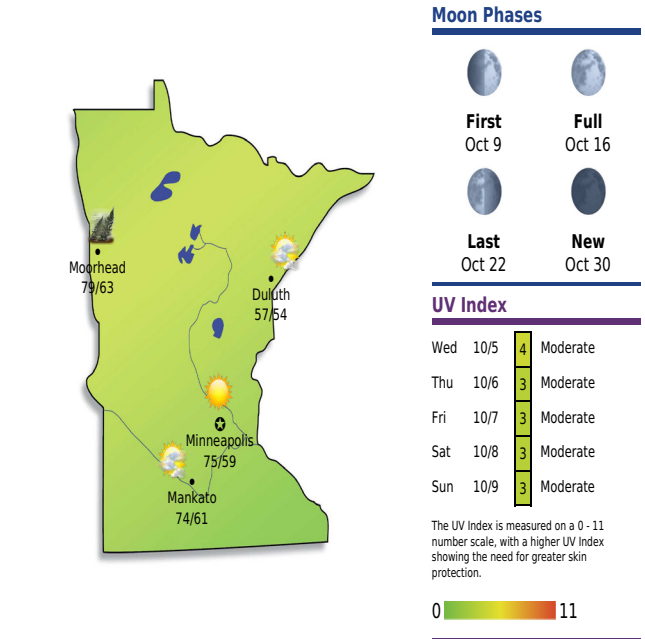 Moorhead
79/63
Duluth
57/54
Minneapolis
75/59
Mankato
74/61
Moon Phases
First
Oct 9
Full
Oct 16
Last
Oct 22
New
Oct 30
UV Index
Wed 10/5 4 Moderate
Thu 10/6 3 Moderate
Fri 10/7 3 Moderate
Sat 10/8 3 Moderate
Sun 10/9 3 Moderate
The UV Index is measured on a 0 - 11
number scale, with a higher UV Index
showing the need for greater skin
protection.
0 11